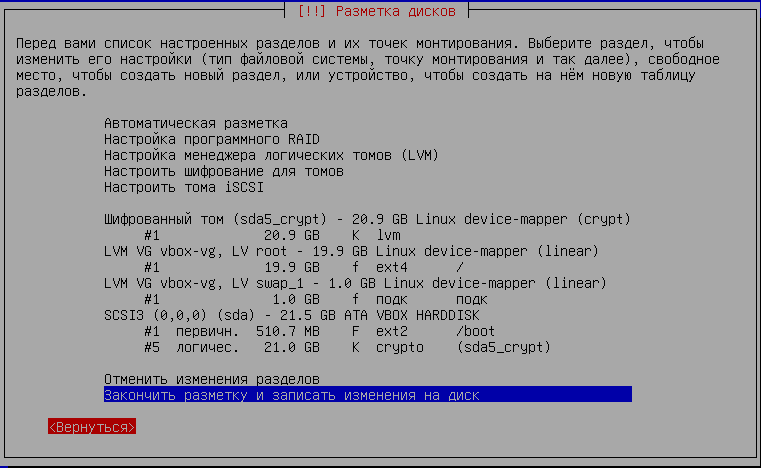 [!!] Разметка дисков
Перед вами список настроенных разделов и их точек монтирования. Выберите раздел, чтобы
изменить его настройки (тип файловой системы, точку монтирования и так далее), свободное
место, чтобы создать новый раздел, или устройство, чтобы создать на нём новую таблицу
разделов.
Автоматическая разметка
Настройка программного RAID
Настройка менеджера логических томов (LVM)
Настроить шифрование для томов
Настроить тома iSCSI
Шифрованный том (sda5_crypt) - 20.9 GB Linux device-mapper (crypt)
#1 20.9 GB K lvm
LVM VG vbox-vg, LV root - 19.9 GB Linux device-mapper (linear)
#1 19.9 GB f ext4 /
LVM VG vbox-vg, LV swap_1 - 1.0 GB Linux device-mapper (linear)
#1 1.0 GB f подк подк
SCSI3 (0,0,0) (sda) - 21.5 GB ATA VBOX HARDDISK
#1 первичн. 510.7 MB F ext2 /boot
#5 логичес. 21.0 GB K crypto (sda5_crypt)
Отменить изменения разделов
Закончить разметку и записать изменения на диск
<Вернуться>